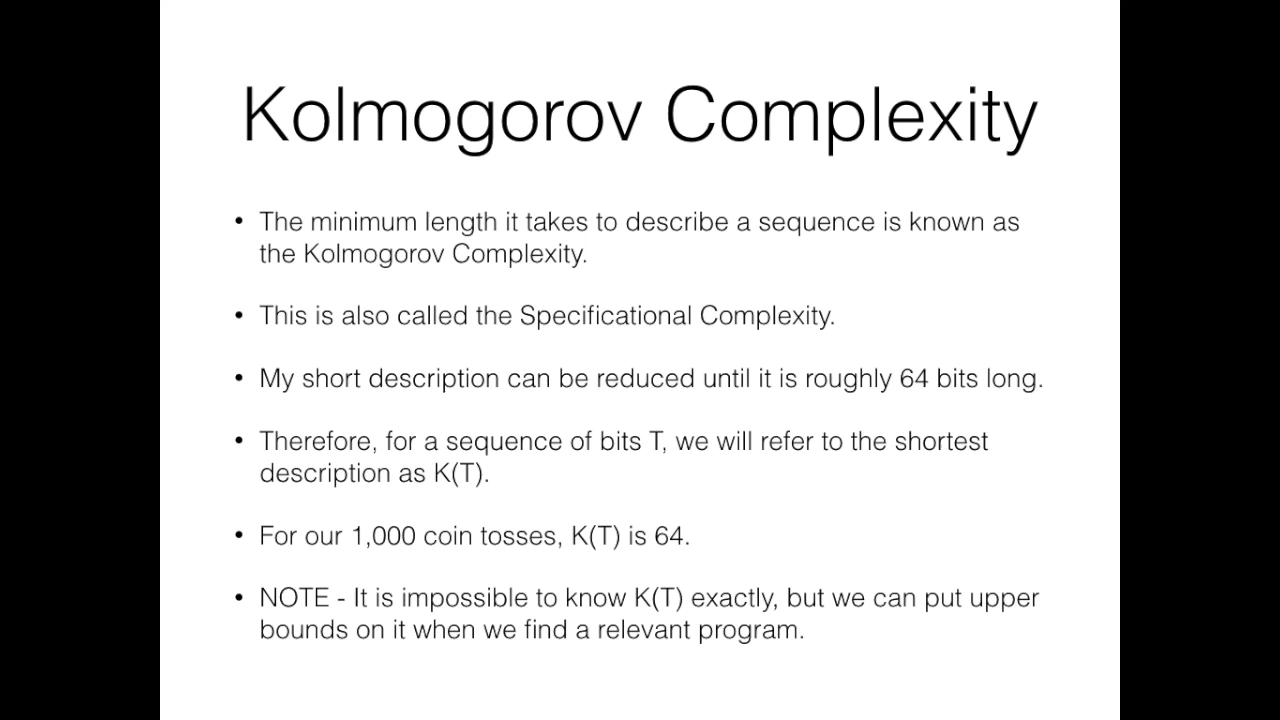 Kolmogorov Complexity
• The minimum length it takes to describe a sequence is known as
the Kolmogorov Complexity.
• This is also called the Specificational Complexity.
• My short description can be reduced until it is roughly 64 bits long.
• Therefore, for a sequence of bits T, we will refer to the shortest
description as K(T).
• For our 1,000 coin tosses, K(T) is 64.
• NOTE - It is impossible to know K(T) exactly, but we can put upper
bounds on it when we find a relevant program.